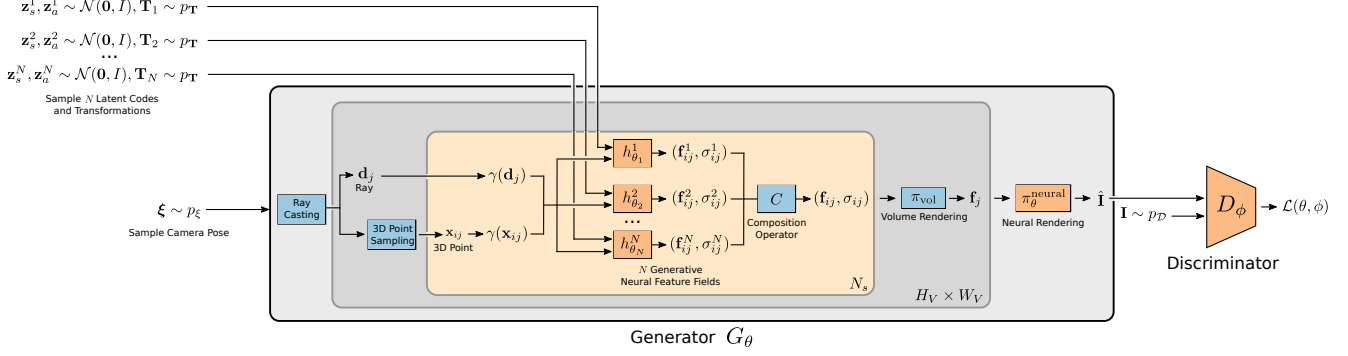 z_s^1, z_a^1 ∼ N(0, I), T_1 ∼ p_T
z_s^2, z_a^2 ∼ N(0, I), T_2 ∼ p_T
...
z_s^N, z_a^N ∼ N(0, I), T_N ∼ p_T
Sample N Latent Codes
and Transformations
ξ ∼ p_ξ
Sample Camera Pose
Ray
Casting
d_j
Ray
3D Point
Sampling
x_ij
3D Point
γ(d_j)
γ(x_ij)
h_θ1^1
(f_ij^1, σ_ij^1)
h_θ2^2
(f_ij^2, σ_ij^2)
...
h_θN^N
(f_ij^N, σ_ij^N)
N Generative
Neural Feature Fields
C
Composition
Operator
(f_ij, σ_ij)
N_s
π_vol
Volume Rendering
f_j
H_V × W_V
π_θ^neural
Neural Rendering
Î
Generator G_θ
I ∼ p_D
D_ϕ
Discriminator
L(θ, ϕ)